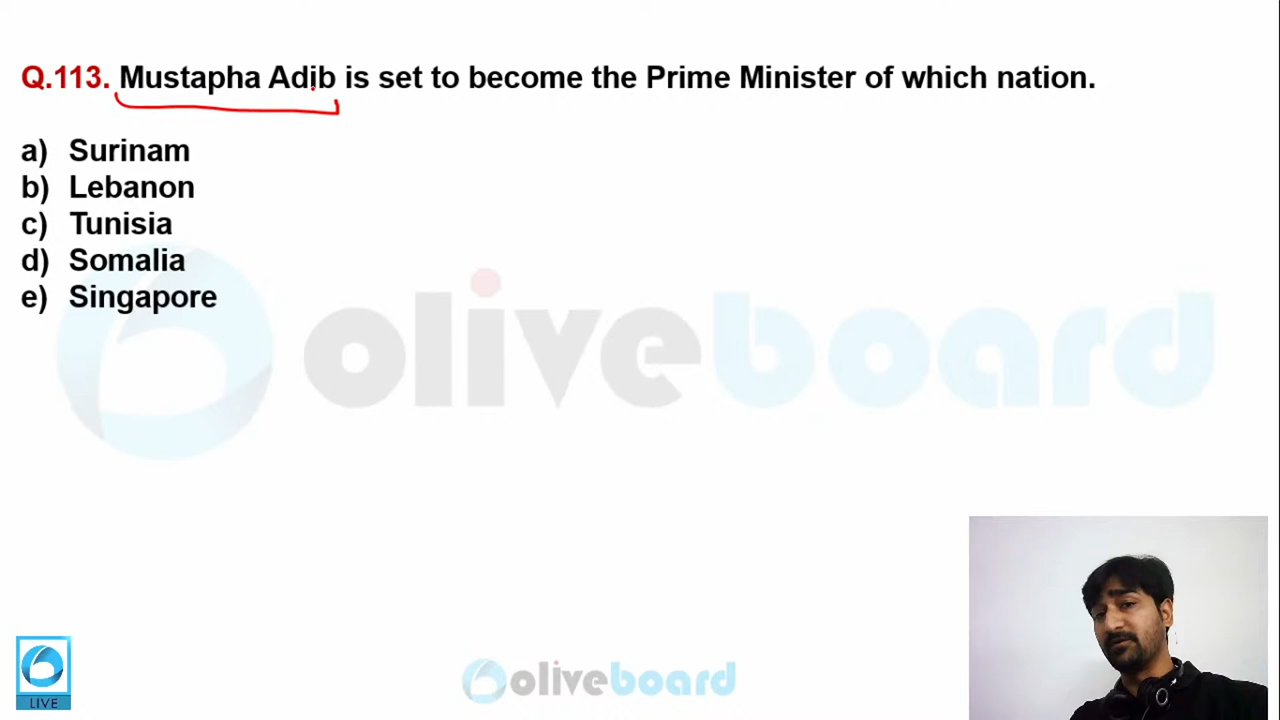 Q.113. Mustapha Adib is set to become the Prime Minister of which nation.
a) Surinam
b) Lebanon
c) Tunisia
d) Somalia
e) Singapore
oliveboard
oliveboard
LIVE